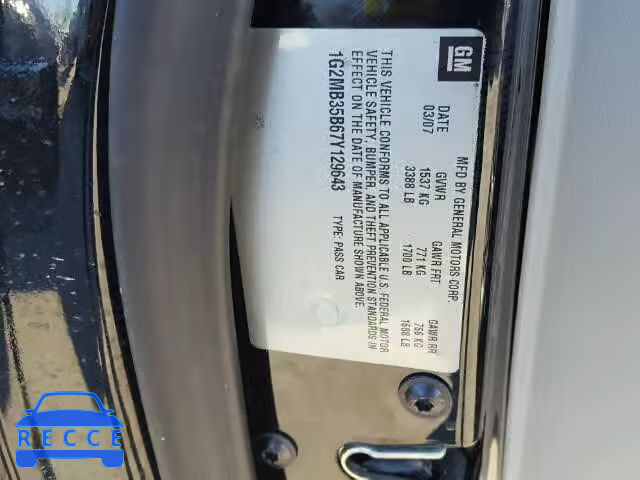 GM
MFD BY GENERAL MOTORS CORP.
DATE GVWR GAWR FRT GAWR RR
03/07 1537 KG 771 KG 766 KG
3388 LB 1700 LB 1688 LB
THIS VEHICLE CONFORMS TO ALL APPLICABLE U.S. FEDERAL MOTOR
VEHICLE SAFETY, BUMPER, AND THEFT PREVENTION STANDARDS IN
EFFECT ON THE DATE OF MANUFACTURE SHOWN ABOVE.
1G2MB35B67Y129643 TYPE: PASS CAR
RECCE